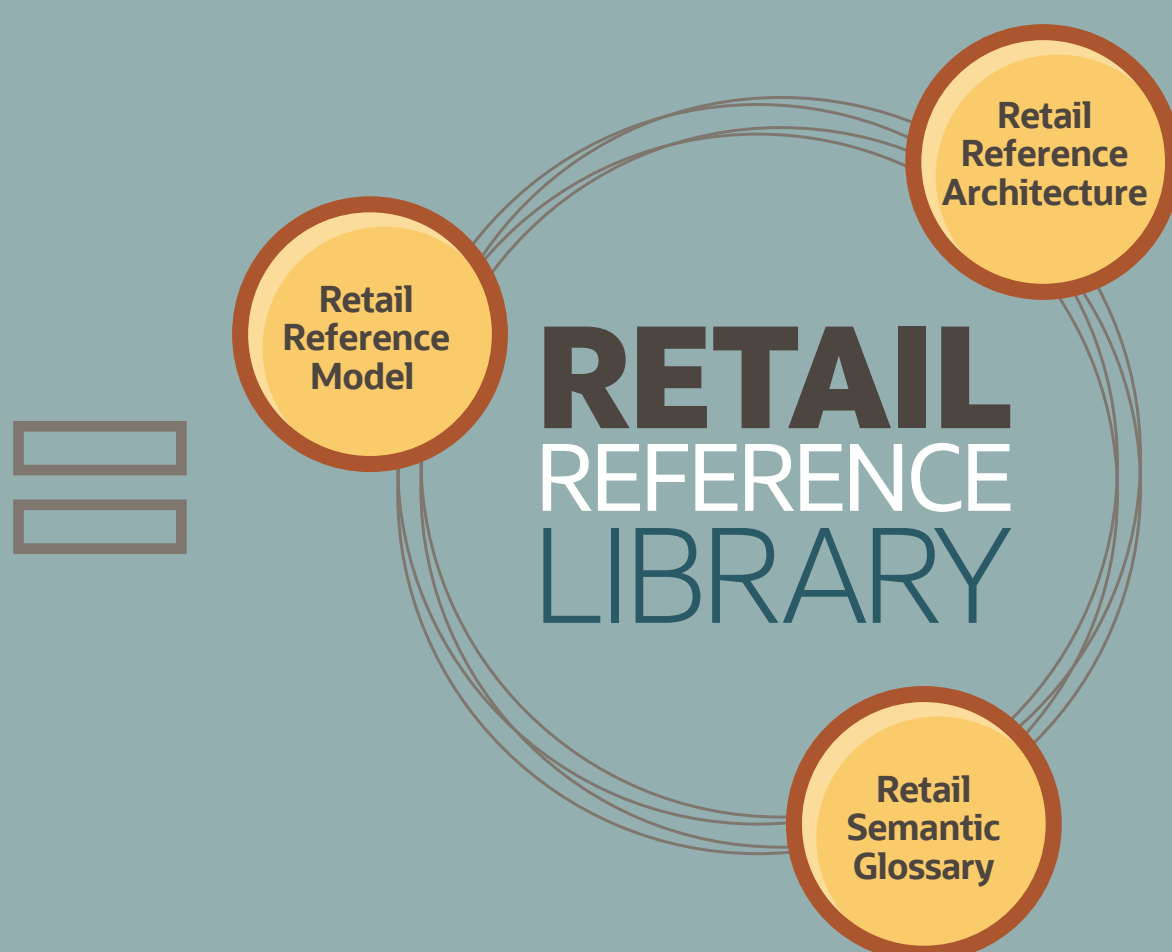 Retail
Reference
Architecture
Retail
Reference
Model
RETAIL
REFERENCE
LIBRARY
Retail
Semantic
Glossary